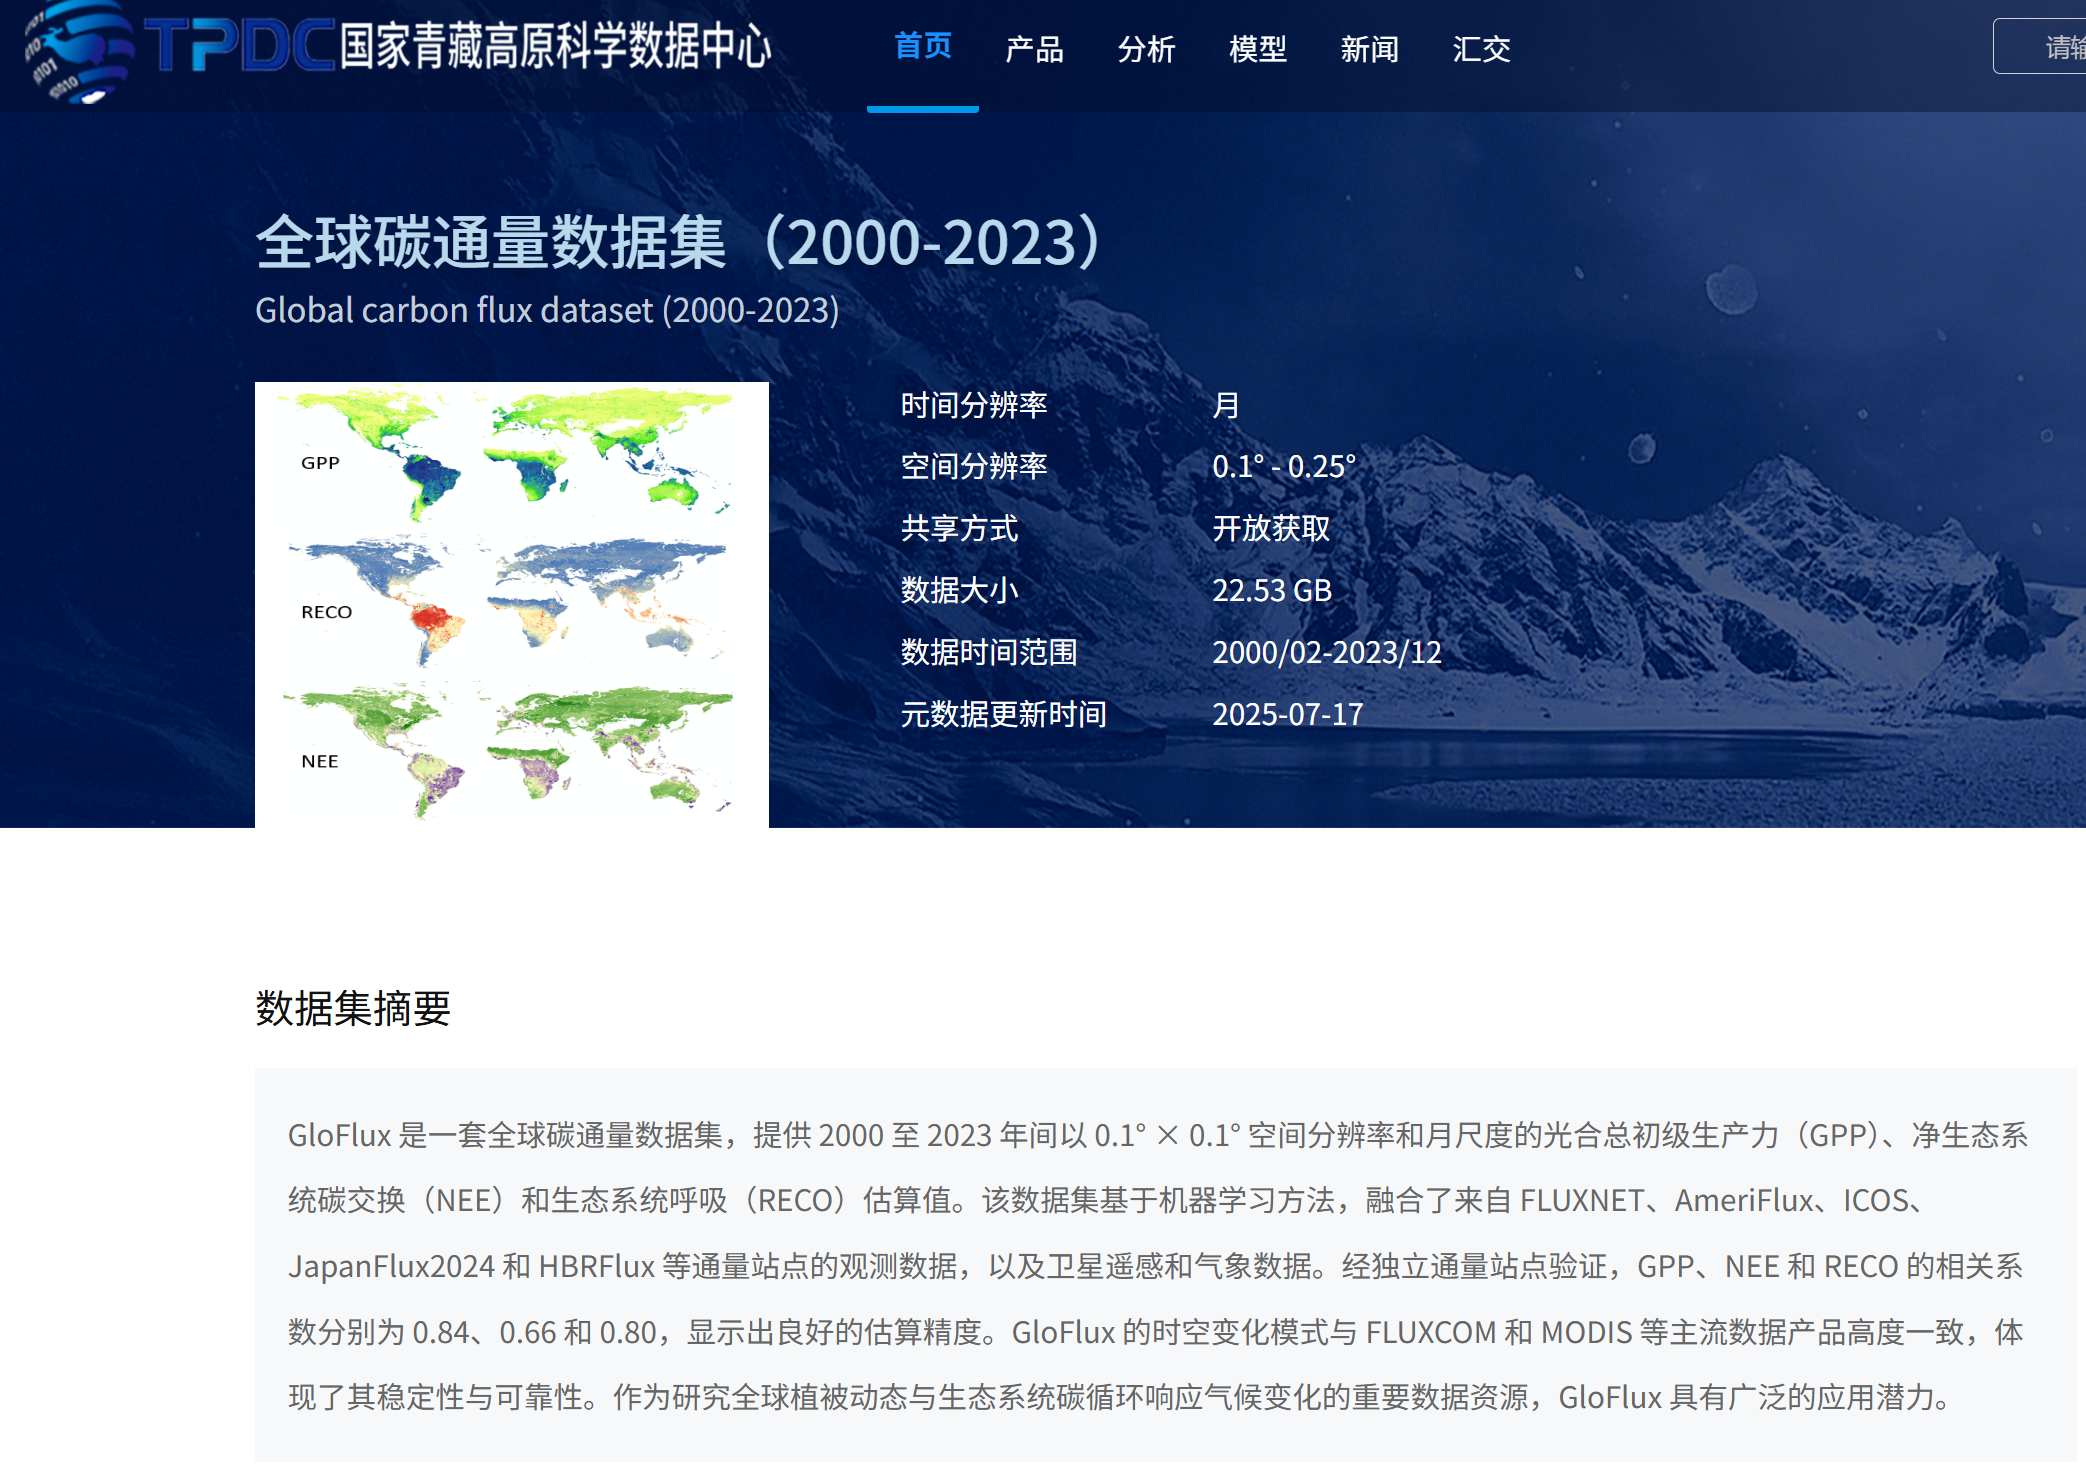 TPDC国家青藏高原科学数据中心
首页 产品 分析 模型 新闻 汇交
请输
全球碳通量数据集（2000-2023）
Global carbon flux dataset (2000-2023)
GPP
RECO
NEE
时间分辨率 月
空间分辨率 0.1° - 0.25°
共享方式 开放获取
数据大小 22.53 GB
数据时间范围 2000/02-2023/12
元数据更新时间 2025-07-17
数据集摘要
GloFlux 是一套全球碳通量数据集，提供 2000 至 2023 年间以 0.1° × 0.1° 空间分辨率和月尺度的光合总初级生产力（GPP）、净生态系
统碳交换（NEE）和生态系统呼吸（RECO）估算值。该数据集基于机器学习方法，融合了来自 FLUXNET、AmeriFlux、ICOS、
JapanFlux2024 和 HBRFlux 等通量站点的观测数据，以及卫星遥感和气象数据。经独立通量站点验证，GPP、NEE 和 RECO 的相关系
数分别为 0.84、0.66 和 0.80，显示出良好的估算精度。GloFlux 的时空变化模式与 FLUXCOM 和 MODIS 等主流数据产品高度一致，体
现了其稳定性与可靠性。作为研究全球植被动态与生态系统碳循环响应气候变化的重要数据资源，GloFlux 具有广泛的应用潜力。